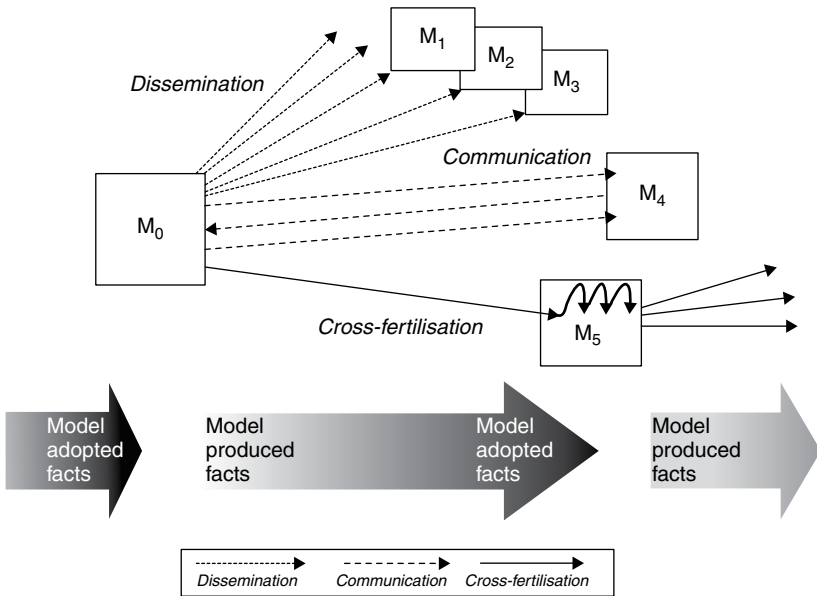 M₁
M₂
M₃
Dissemination
Communication
M₀
M₄
Cross-fertilisation
M₅
Model
adopted
facts
Model
produced
facts
Model
adopted
facts
Model
produced
facts
Dissemination Communication Cross-fertilisation